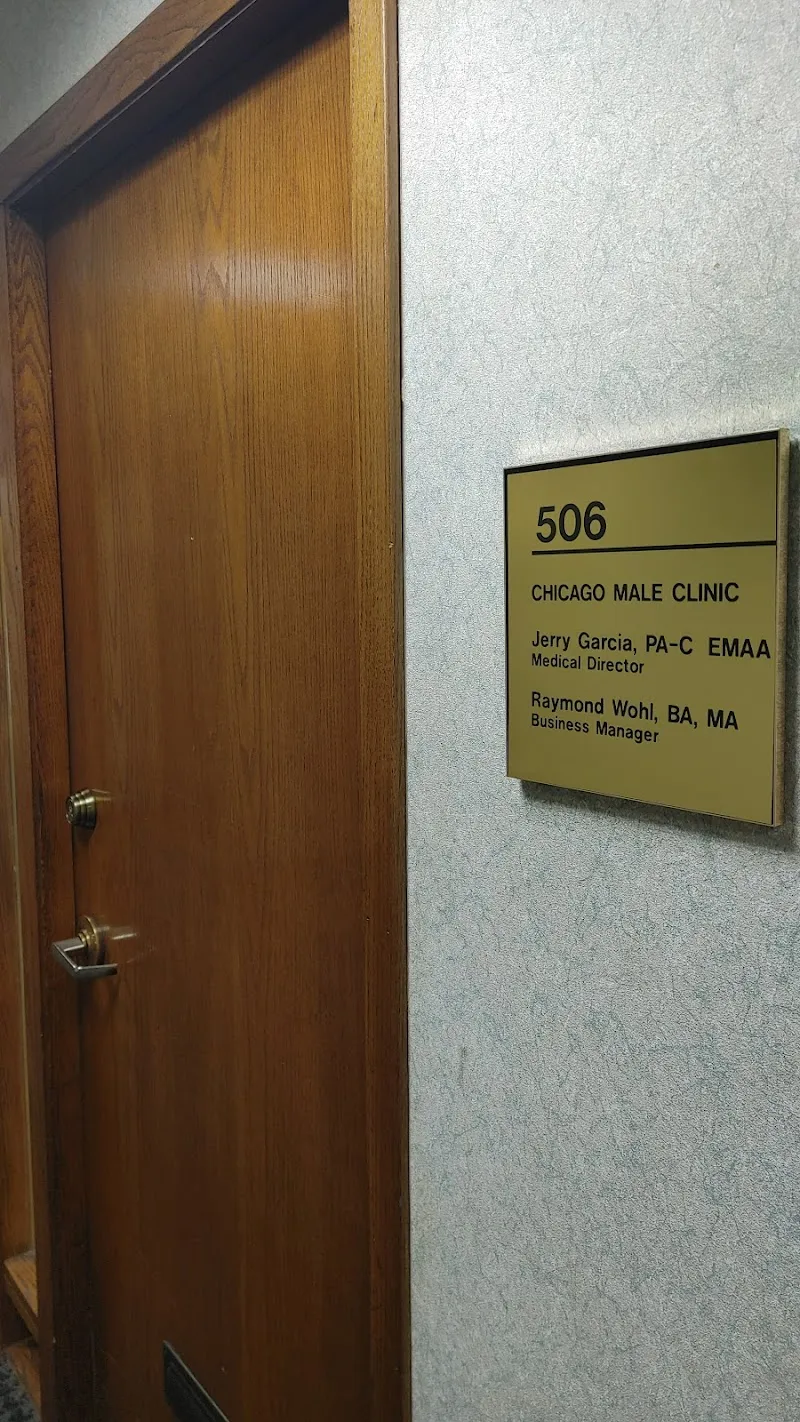 506
CHICAGO MALE CLINIC
Jerry Garcia, PA-C EMAA
Medical Director
Raymond Wohl, BA, MA
Business Manager